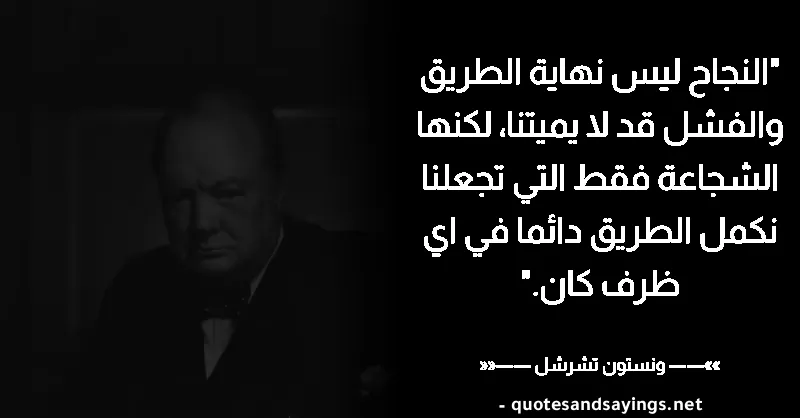 "النجاح ليس نهاية الطريق
والفشل قد لا يميتنا، لكنها
الشجاعة فقط التي تجعلنا
نكمل الطريق دائما في اي
ظرف كان."
»»—— ونستون تشرشل ——««
- quotesandsayings.net